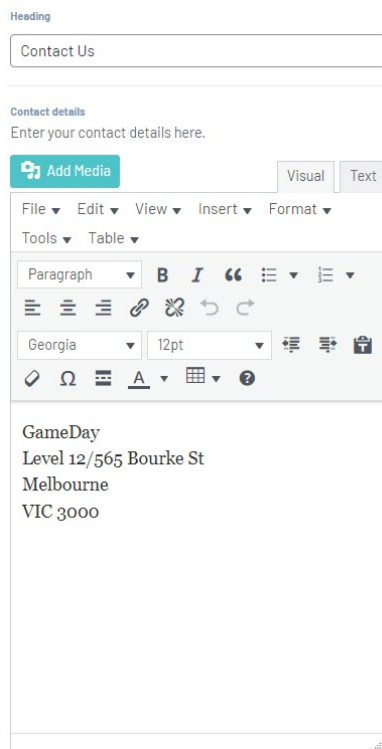 Heading
Contact Us
Contact details
Enter your contact details here.
Add Media
Visual Text
File Edit View Insert Format
Tools Table
Paragraph B I
Georgia 12pt T
Ω A ?
GameDay
Level 12/565 Bourke St
Melbourne
VIC 3000